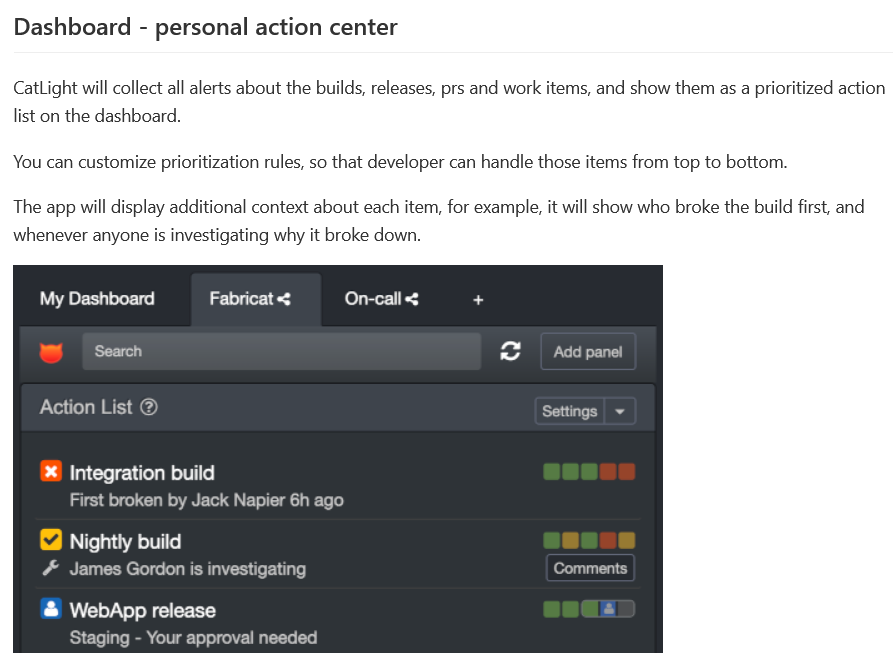 Dashboard - personal action center
CatLight will collect all alerts about the builds, releases, prs and work items, and show them as a prioritized action
list on the dashboard.
You can customize prioritization rules, so that developer can handle those items from top to bottom.
The app will display additional context about each item, for example, it will show who broke the build first, and
whenever anyone is investigating why it broke down.
My Dashboard Fabricat On-call +
Search Add panel
Action List ? Settings
Integration build
First broken by Jack Napier 6h ago
Nightly build
James Gordon is investigating Comments
WebApp release
Staging - Your approval needed